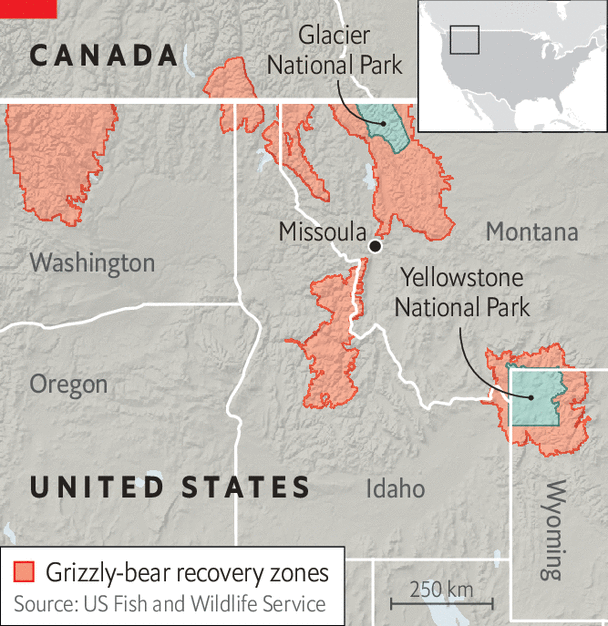 CANADA
Glacier
National Park
Missoula
Montana
Washington
Yellowstone
National Park
Oregon
UNITED STATES
Idaho
Wyoming
Grizzly-bear recovery zones
Source: US Fish and Wildlife Service
250 km